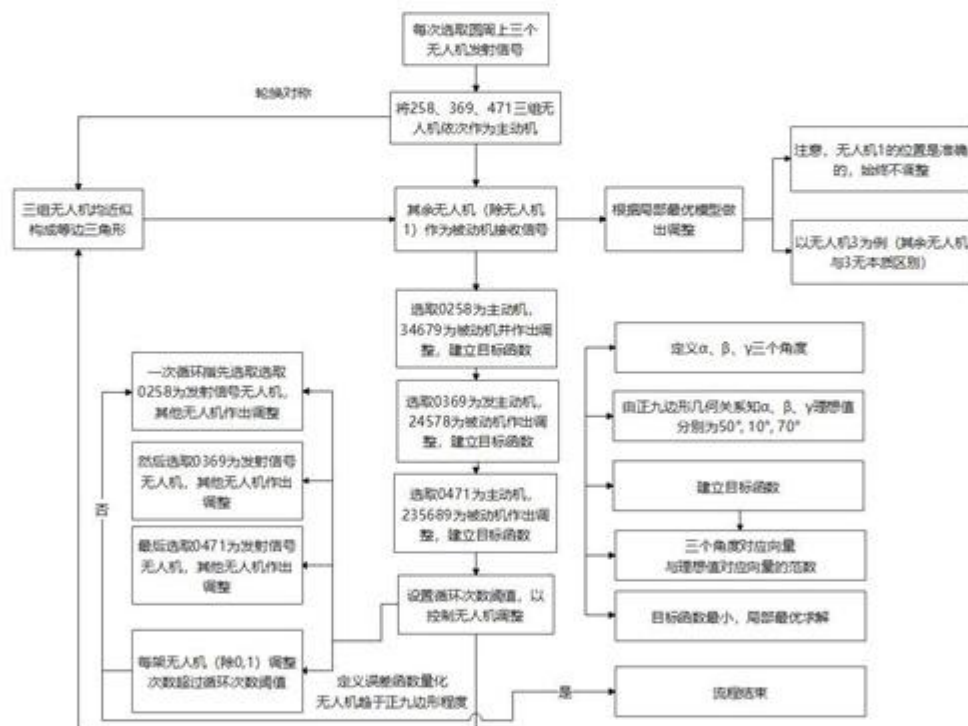 每次选取圆周上三个
无人机发射信号
轮换对称
将258、369、471三组无
人机依次作为主动机
三组无人机均近似
构成等边三角形
其余无人机（除无人机
1）作为被动机接收信号
根据局部最优模型做
出调整
注意，无人机1的位置是准确
的，始终不调整
以无人机3为例（其余无人机
与3无本质区别）
选取0258为主动机，
34679为被动机并作出调
整，建立目标函数
选取0369为发主动机，
24578为被动机作出调
整，建立目标函数
选取0471为主动机，
235689为被动机作出调
整，建立目标函数
设置循环次数阈值，以
控制无人机调整
一次循环指先选取选取
0258为发射信号无人机，
其他无人机作出调整
然后选取0369为发射信号
无人机，其他无人机作出
调整
最后选取0471为发射信号
无人机，其他无人机作出
调整
每架无人机（除0,1）调整
次数超过循环次数阈值
否
定义误差函数量化
无人机趋于正九边形程度
是
流程结束
定义α、β、γ三个角度
由正九边形几何关系知α、β、γ理想值
分别为50°, 10°, 70°
建立目标函数
三个角度对应向量
与理想值对应向量的范数
目标函数最小、局部最优求解